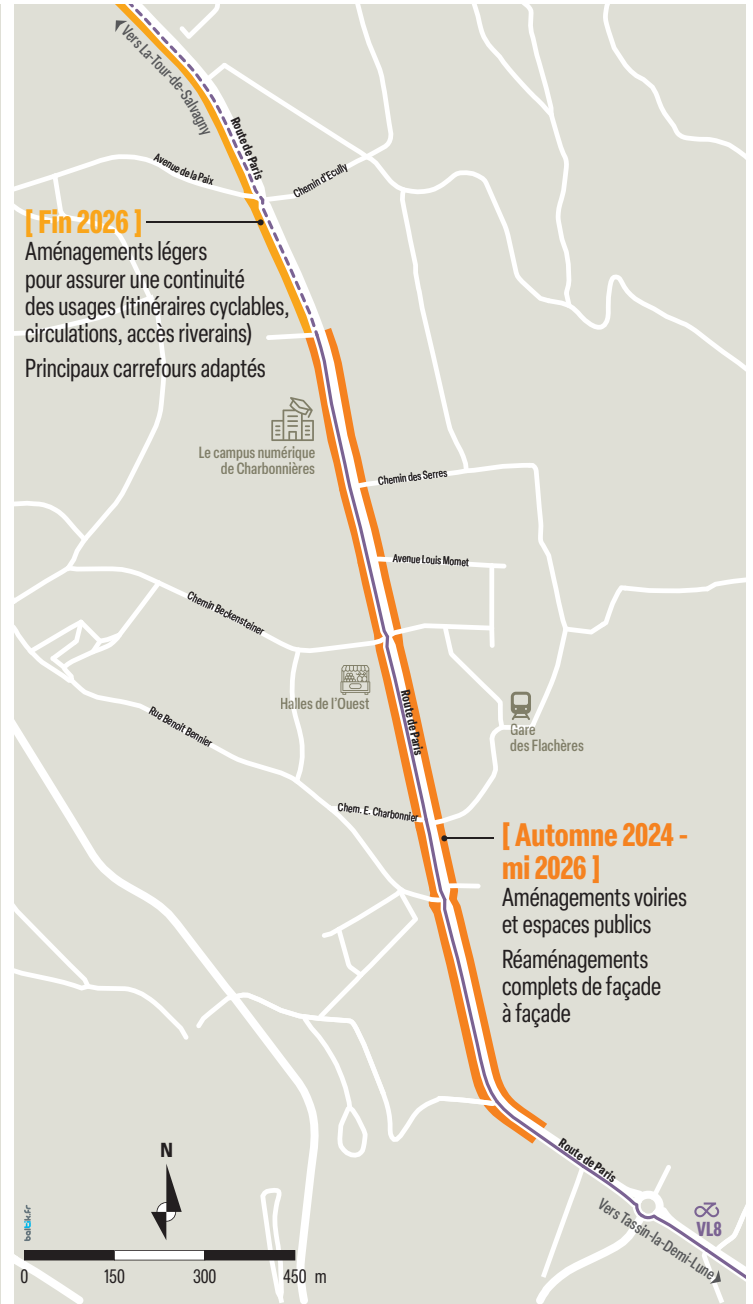 Vers La-Tour-de-Salvagny
Route de Paris
Avenue de la Paix
Chemin d'Ecully
[ Fin 2026 ]
Aménagements légers
pour assurer une continuité
des usages (itinéraires cyclables,
circulations, accès riverains)
Principaux carrefours adaptés
Le campus numérique
de Charbonnières
Chemin des Serres
Avenue Louis Mornet
Chemin Beckensteiner
Halles de l'Ouest
Route de Paris
Rue Benoit Bennier
Gare
des Flachères
Chem. E. Charbonnier
[ Automne 2024 -
mi 2026 ]
Aménagements voiries
et espaces publics
Réaménagements
complets de façade
à façade
Route de Paris
Vers Tassin-la-Demi-Lune
VL8
N
baltik.fr
0 150 300 450 m